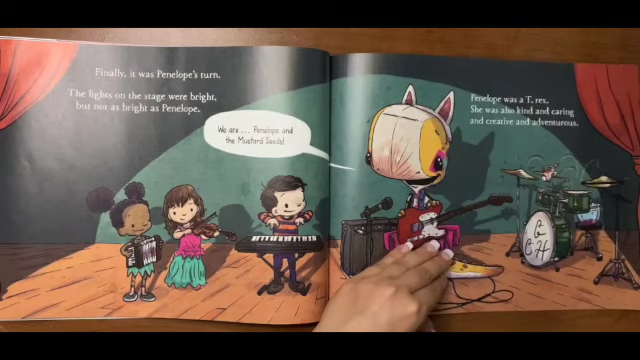 Finally, it was Penelope's turn.
The lights on the stage were bright,
but not as bright as Penelope.
We are ... Penelope and
the Mustard Seeds!
Penelope was a T. rex.
She was also kind and caring
and creative and adventurous.